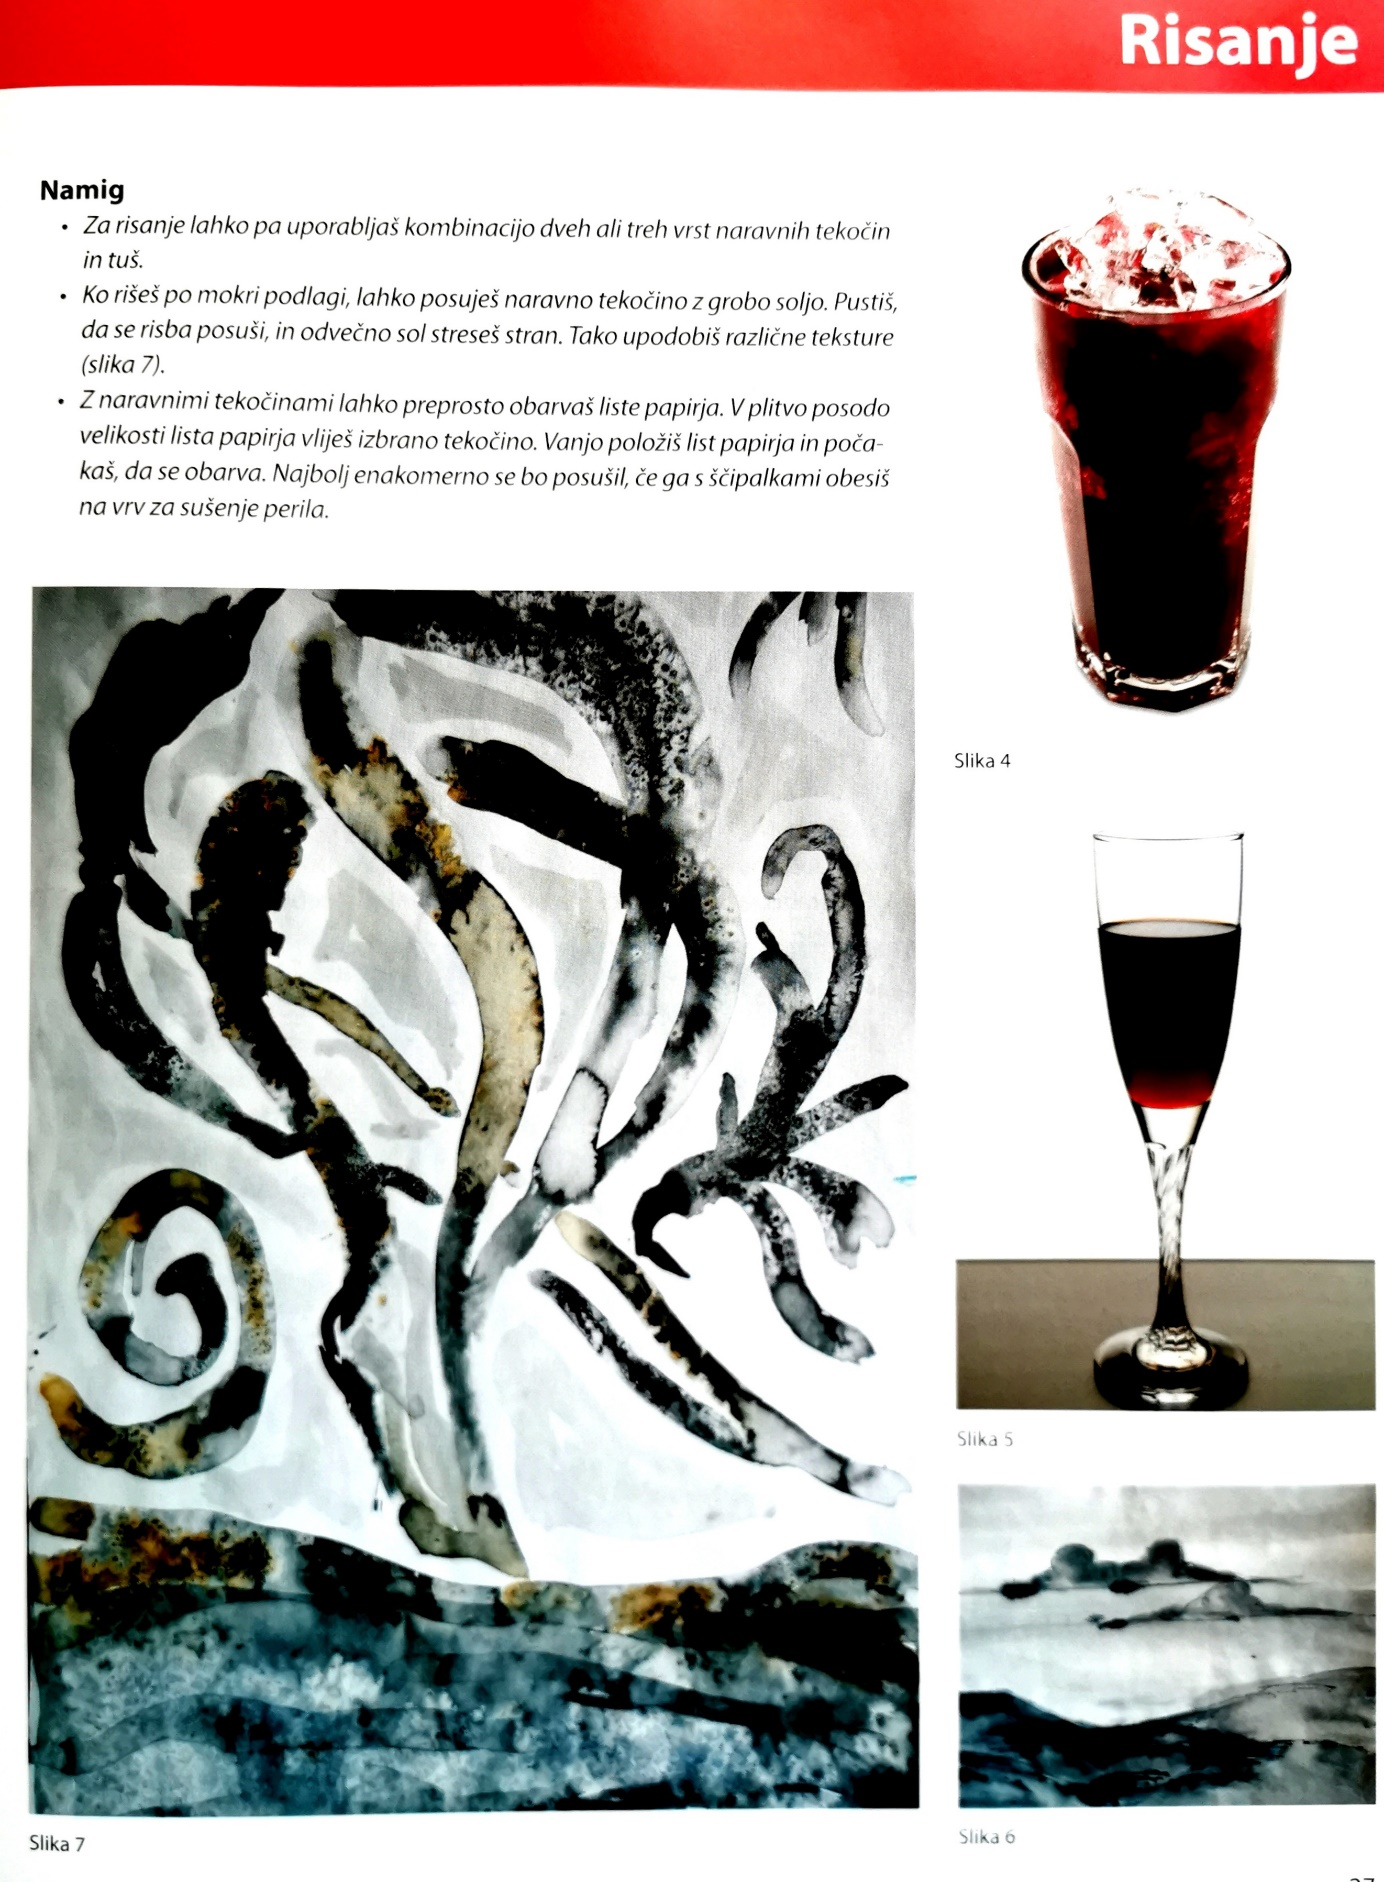 Risanje
Namig
• Za risanje lahko pa uporabljaš kombinacijo dveh ali treh vrst naravnih tekočin
in tuš.
• Ko rišeš po mokri podlagi, lahko posuješ naravno tekočino z grobo soljo. Pustiš,
da se risba posuši, in odvečno sol streseš stran. Tako upodobiš različne teksture
(slika 7).
• Z naravnimi tekočinami lahko preprosto obarvaš liste papirja. V plitvo posodo
velikosti lista papirja vliješ izbrano tekočino. Vanjo položiš list papirja in poča-
kaš, da se obarva. Najbolj enakomerno se bo posušil, če ga s ščipalkami obesiš
na vrv za sušenje perila.
Slika 4
Slika 5
Slika 6
Slika 7